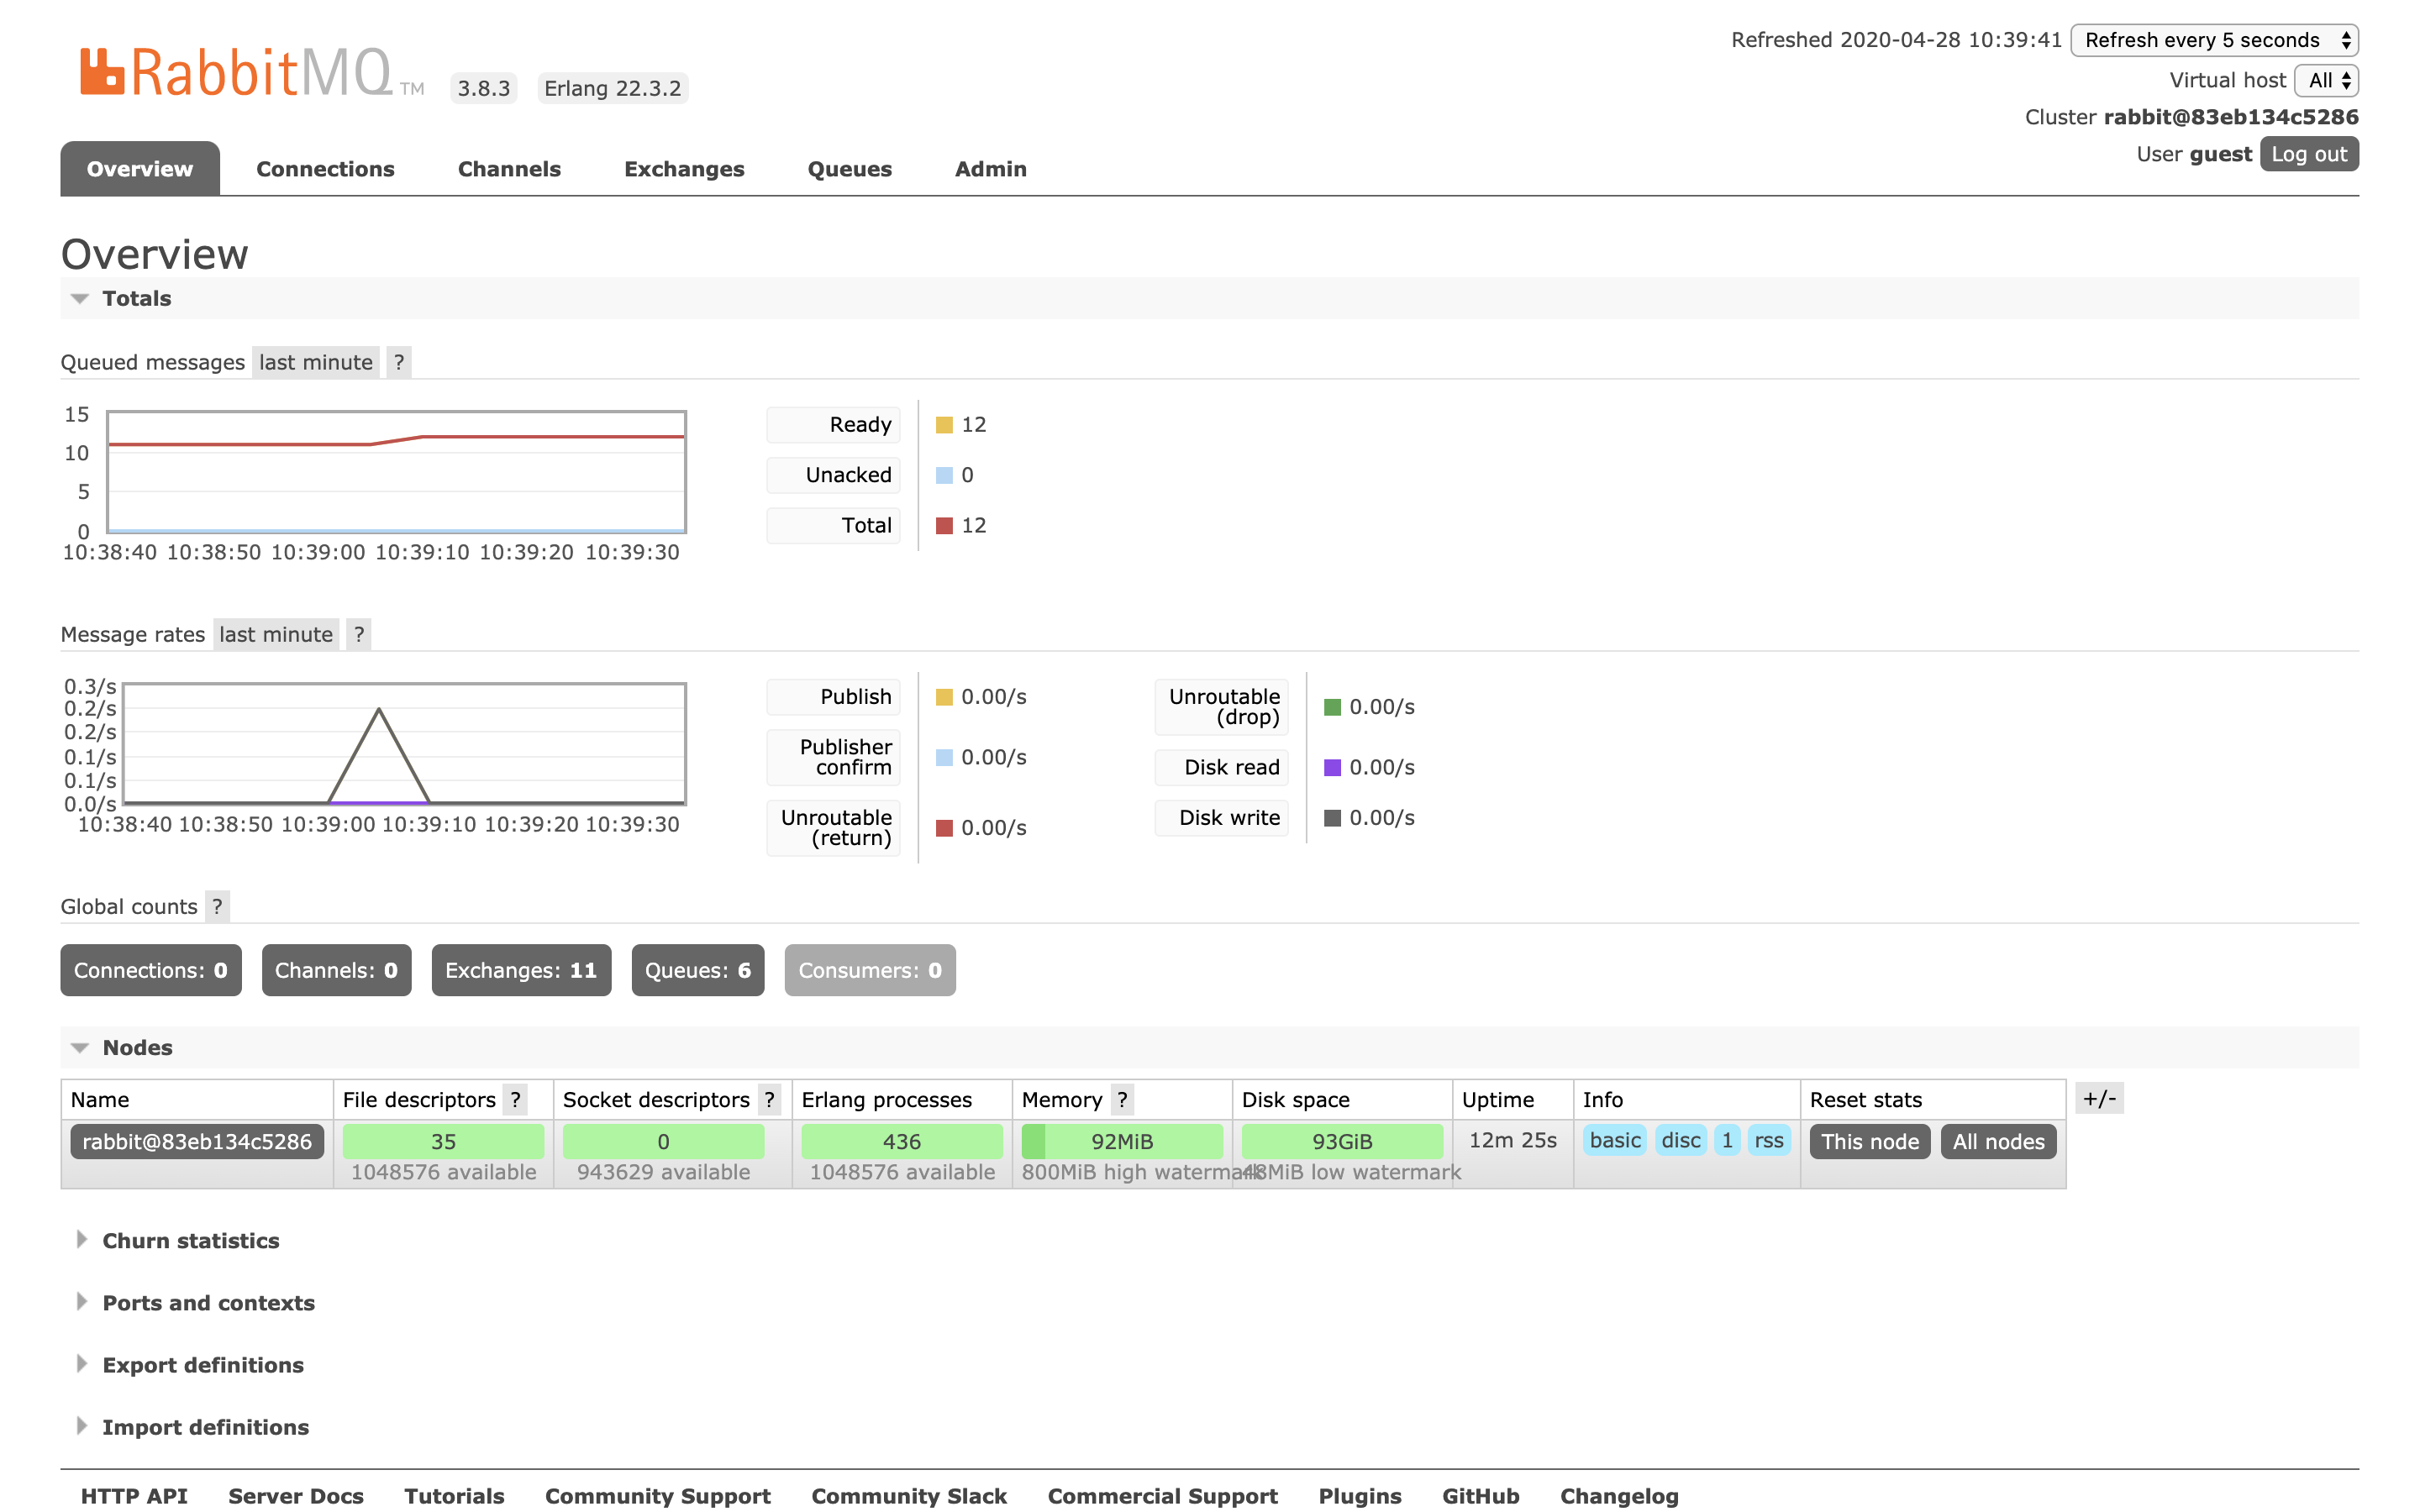 Refreshed 2020-04-28 10:39:41 Refresh every 5 seconds
RabbitMQ TM 3.8.3 Erlang 22.3.2
Virtual host All
Cluster rabbit@83eb134c5286
User guest Log out
Overview Connections Channels Exchanges Queues Admin
Overview
Totals
Queued messages last minute ?
15
10
5
0
10:38:40 10:38:50 10:39:00 10:39:10 10:39:20 10:39:30
Ready 12
Unacked 0
Total 12
Message rates last minute ?
0.3/s
0.2/s
0.2/s
0.1/s
0.1/s
0.0/s
10:38:40 10:38:50 10:39:00 10:39:10 10:39:20 10:39:30
Publish 0.00/s
Publisher
confirm 0.00/s
Unroutable
(return) 0.00/s
Unroutable
(drop) 0.00/s
Disk read 0.00/s
Disk write 0.00/s
Global counts ?
Connections: 0 Channels: 0 Exchanges: 11 Queues: 6 Consumers: 0
Nodes
Name File descriptors ? Socket descriptors ? Erlang processes Memory ? Disk space Uptime Info Reset stats +/-
rabbit@83eb134c5286 35 0 436 92MiB 93GiB 12m 25s basic disc 1 rss This node All nodes
1048576 available 943629 available 1048576 available 800MiB high watermark 48MiB low watermark
Churn statistics
Ports and contexts
Export definitions
Import definitions
HTTP API Server Docs Tutorials Community Support Community Slack Commercial Support Plugins GitHub Changelog